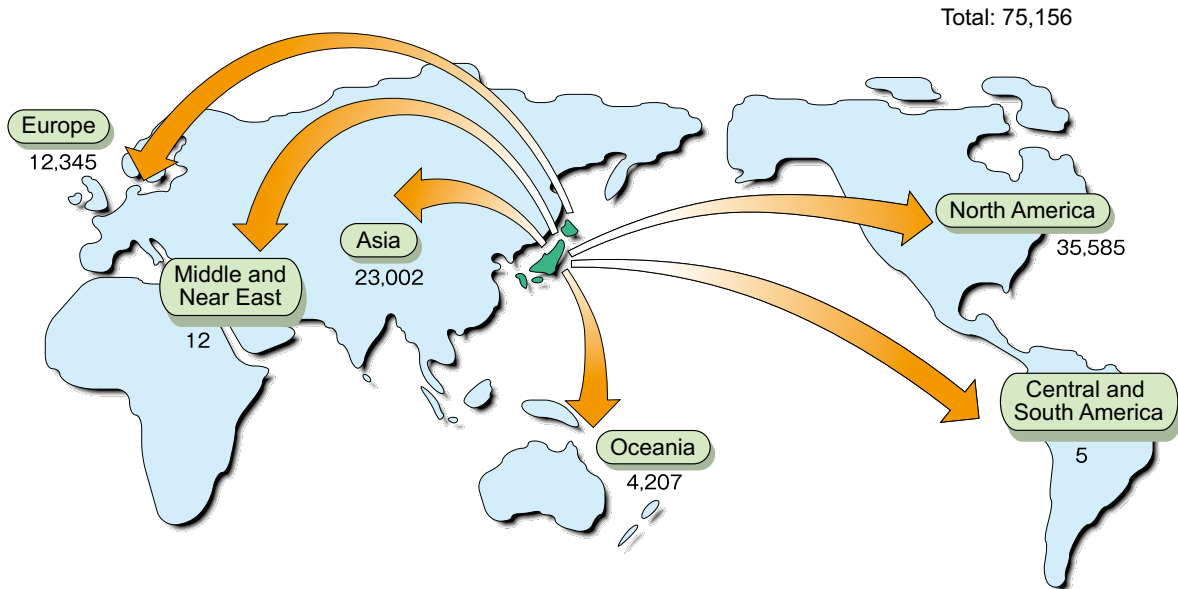 Total: 75,156
Europe
12,345
Middle and
Near East
12
Asia
23,002
Oceania
4,207
North America
35,585
Central and
South America
5